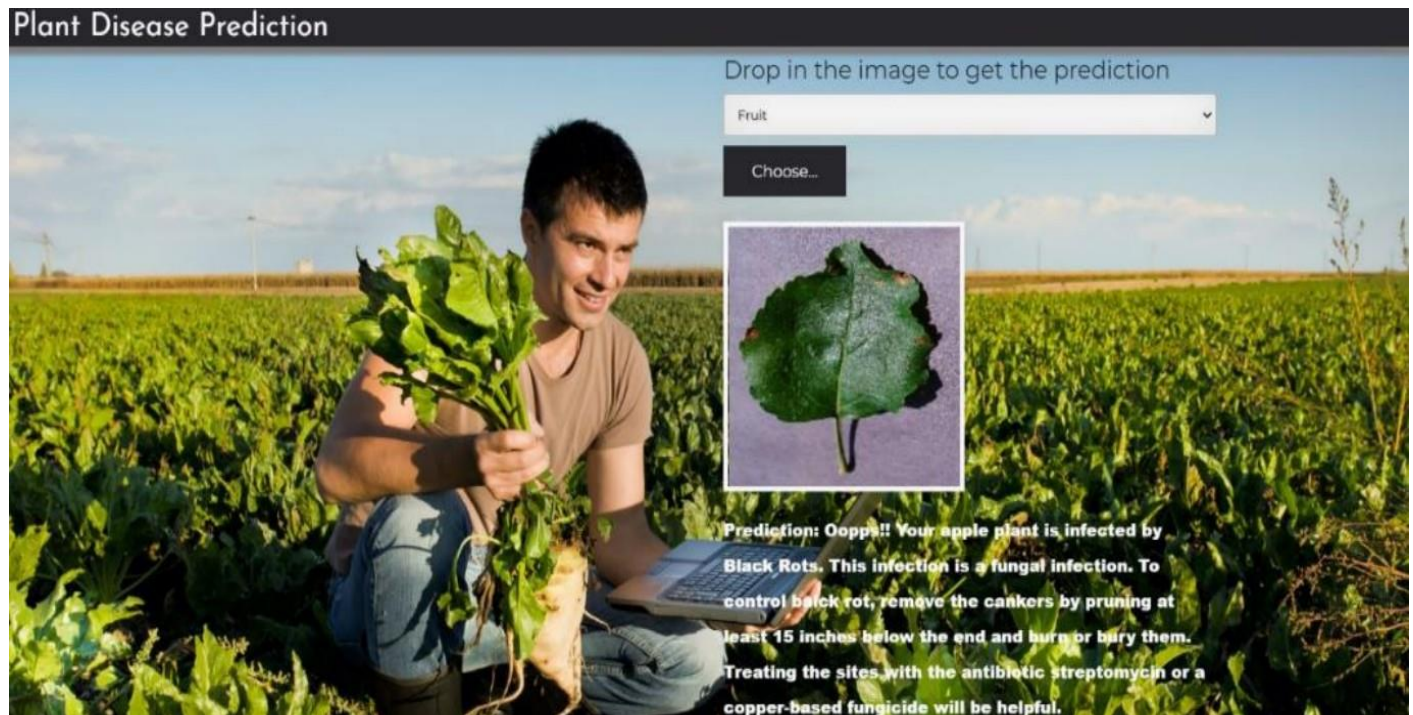 Plant Disease Prediction
Drop in the image to get the prediction
Fruit
Choose...
Prediction: Oopps!! Your apple plant is infected by
Black Rots. This infection is a fungal infection. To
control balck rot, remove the cankers by pruning at
least 15 inches below the end and burn or bury them.
Treating the sites with the antibiotic streptomycin or a
copper-based fungicide will be helpful.